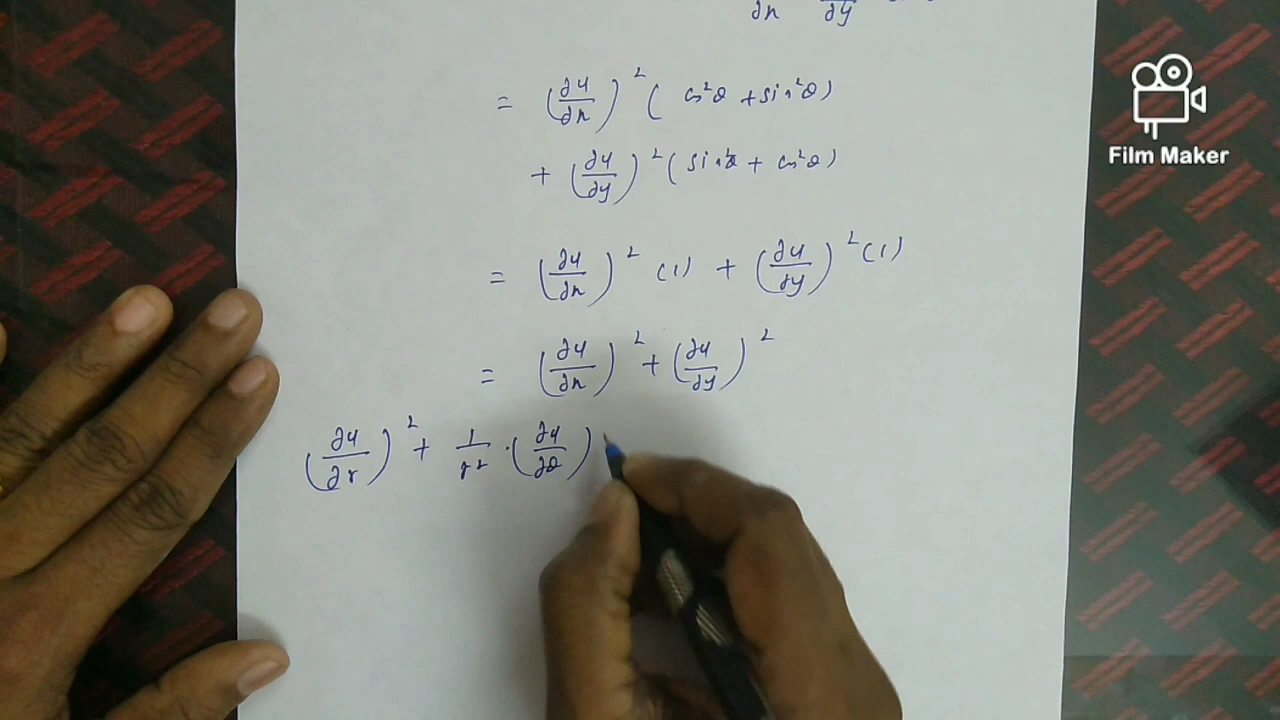 ∂x ∂y
= (∂u/∂x)² ( cos²θ + sin²θ)
+ (∂u/∂y)² (sin²θ + cos²θ)
= (∂u/∂x)² (1) + (∂u/∂y)² (1)
= (∂u/∂x)² + (∂u/∂y)²
(∂u/∂r)² + 1/r² · (∂u/∂θ)
Film Maker